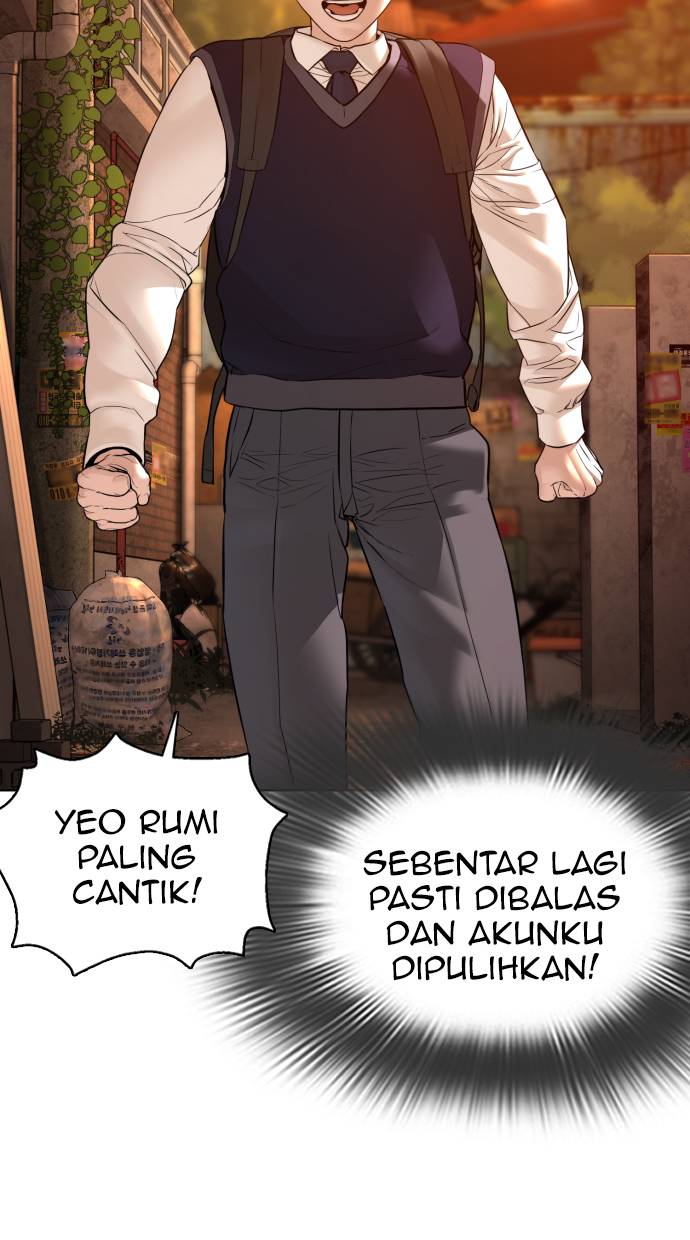 YEO RUMI
PALING
CANTIK!
SEBENTAR LAGI
PASTI DIBALAS
DAN AKUNKU
DIPULIHKAN!